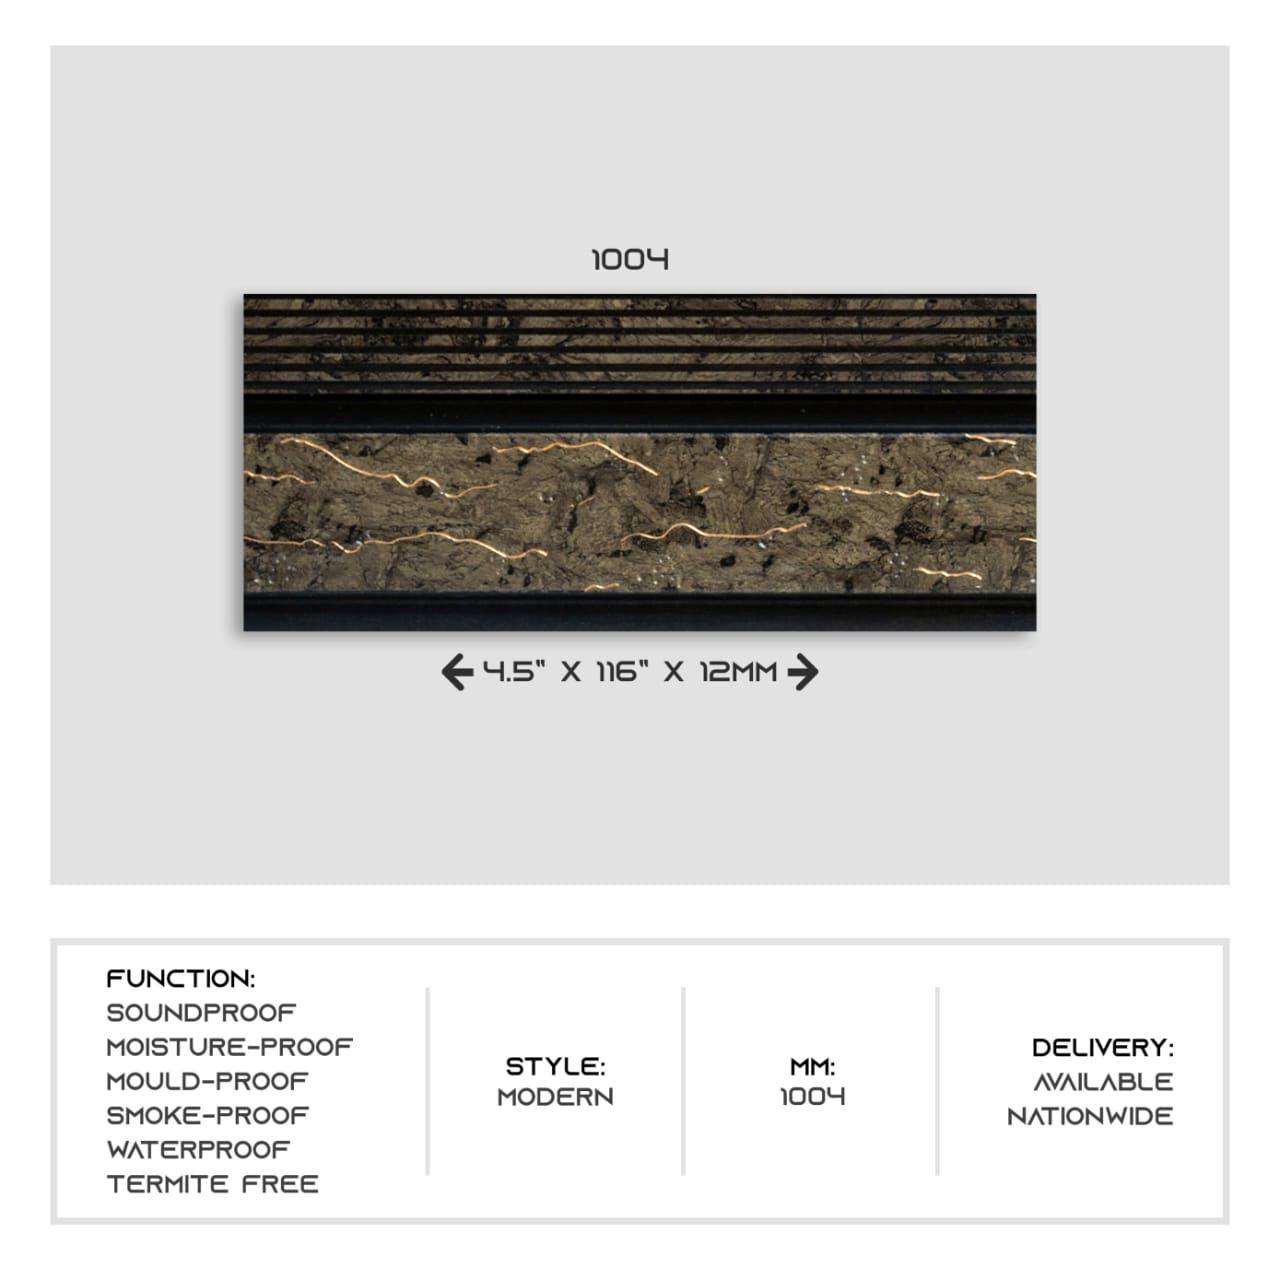 1004
← 4.5" X 116" X 12MM →
FUNCTION:
SOUNDPROOF
MOISTURE-PROOF
MOULD-PROOF
SMOKE-PROOF
WATERPROOF
TERMITE FREE
STYLE:
MODERN
MM:
1004
DELIVERY:
AVAILABLE
NATIONWIDE